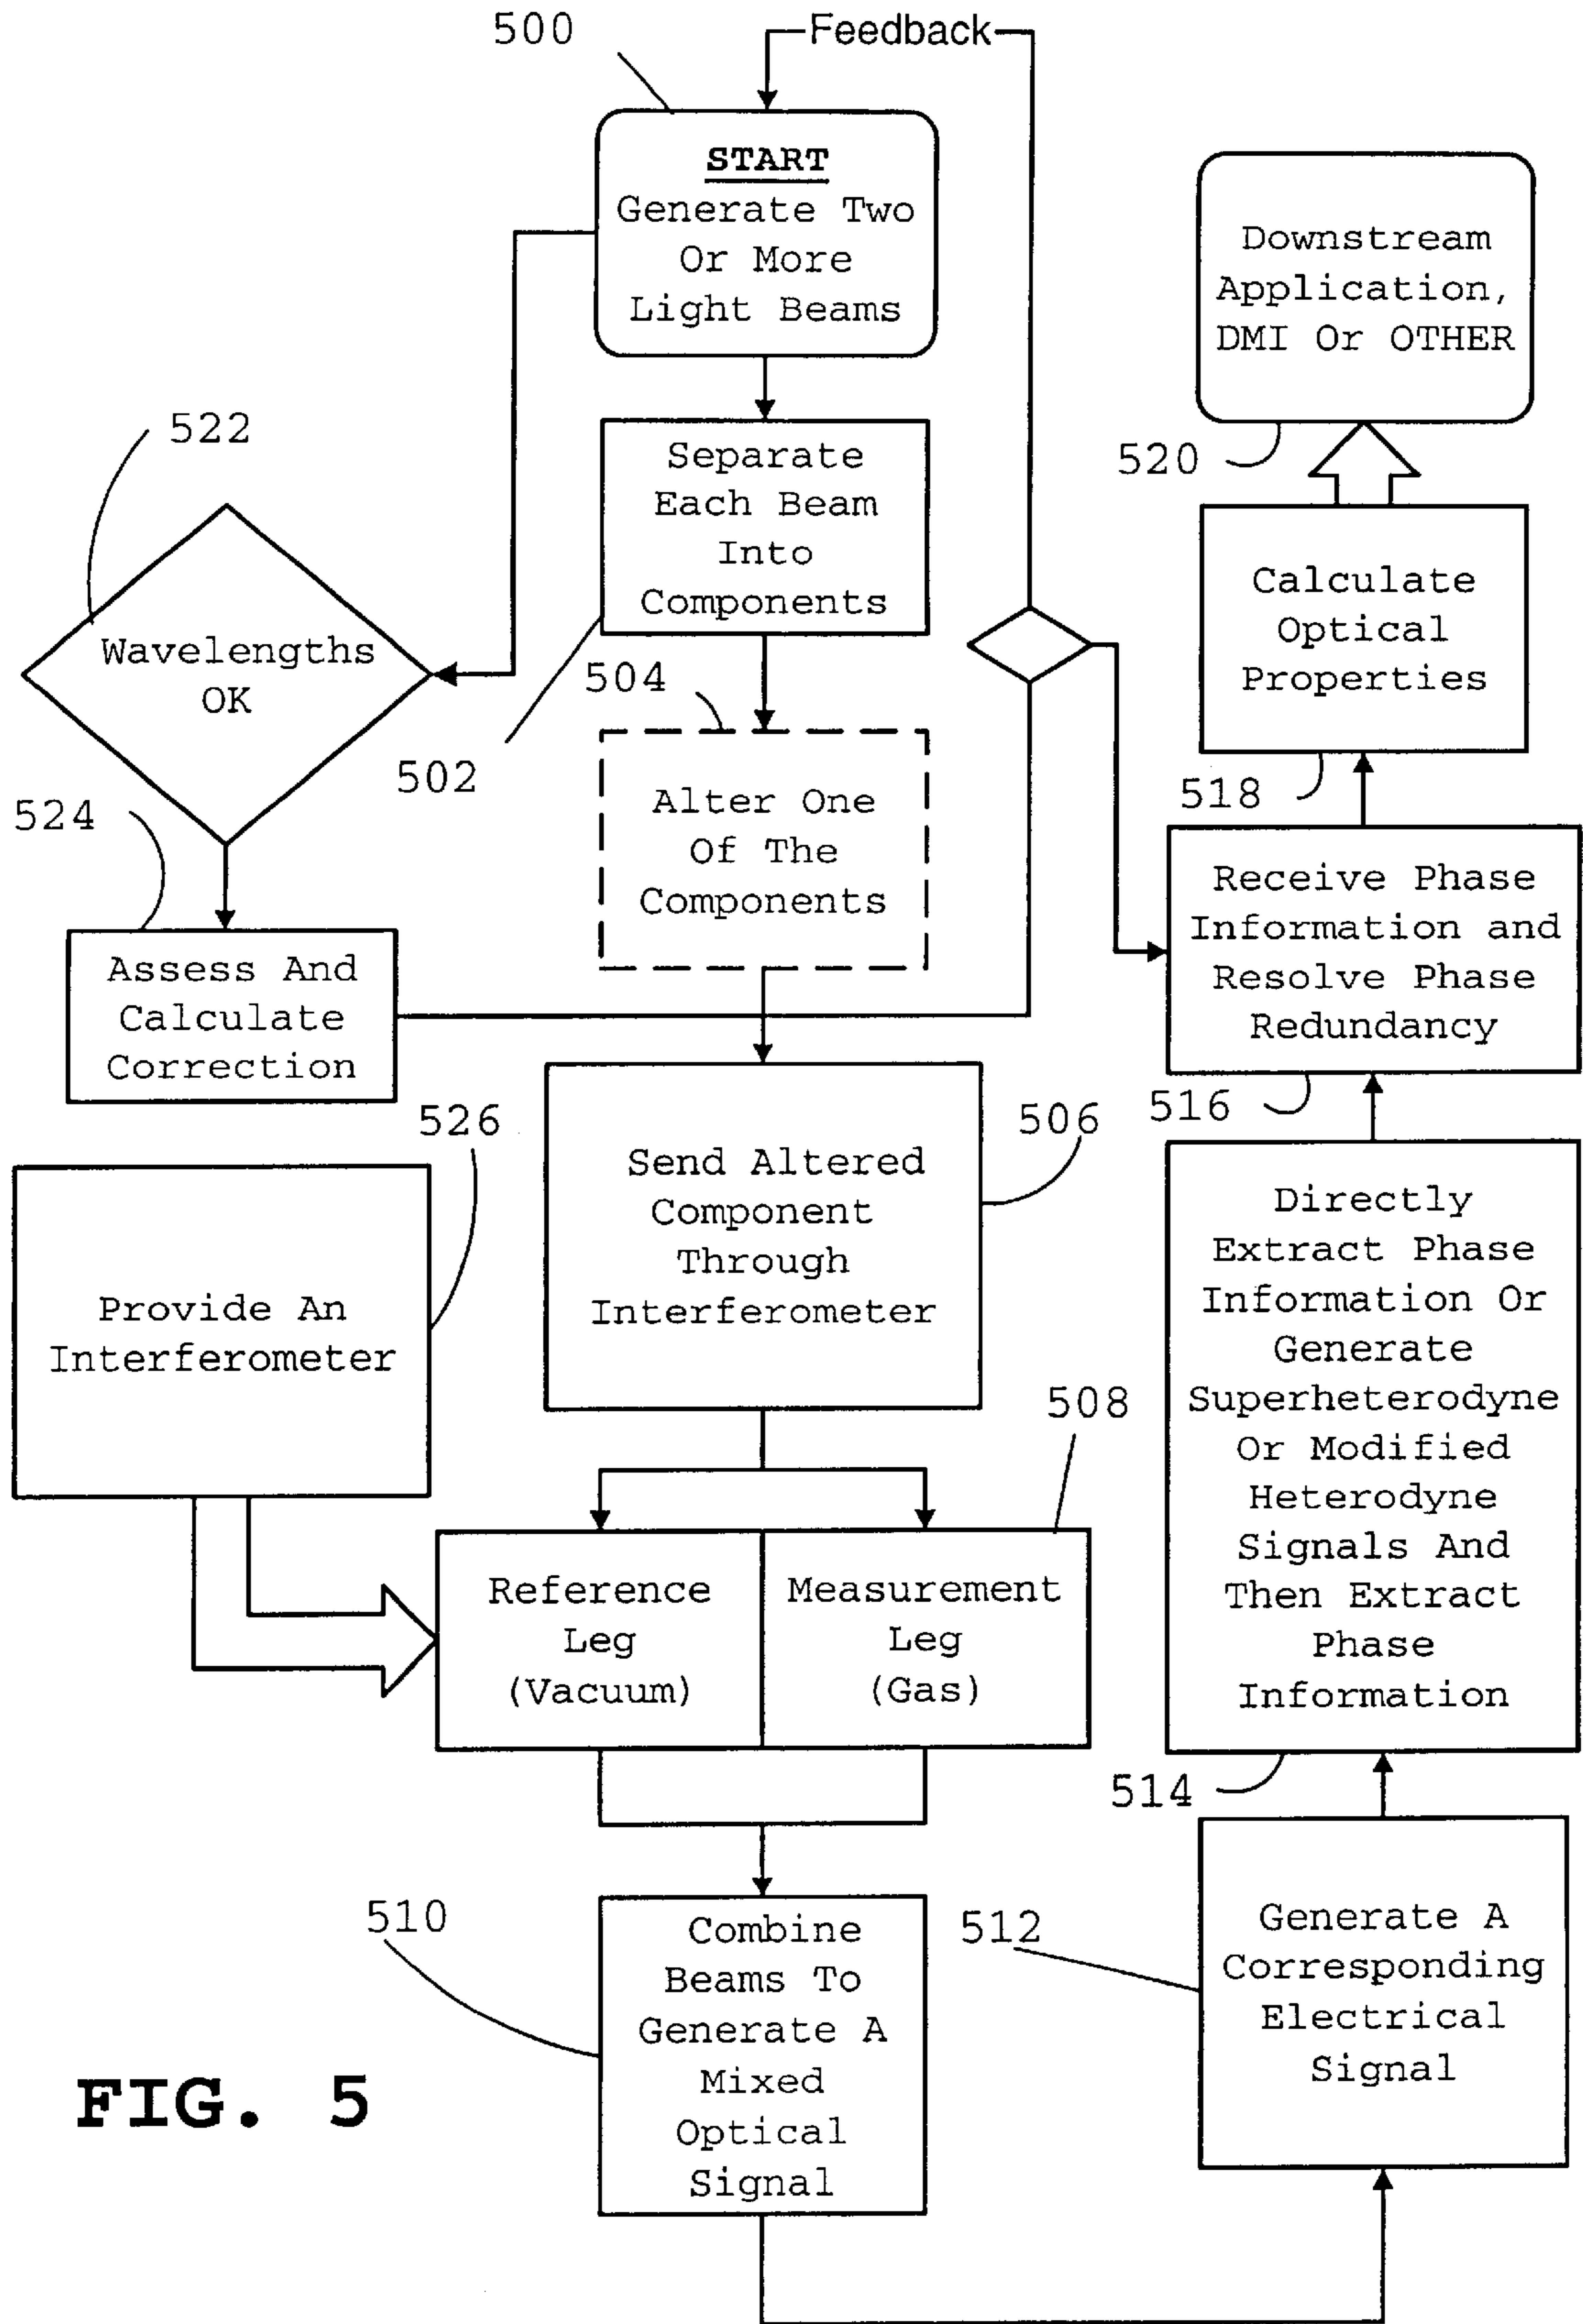 500
Feedback
START
Generate Two
Or More
Light Beams
Downstream
Application,
DMI Or OTHER
520
522
Separate
Each Beam
Into
Components
502
Wavelengths
OK
504
Alter One
Of The
Components
524
Assess And
Calculate
Correction
Calculate
Optical
Properties
518
Receive Phase
Information and
Resolve Phase
Redundancy
516
526
Provide An
Interferometer
506
Send Altered
Component
Through
Interferometer
508
Reference
Leg
(Vacuum)
Measurement
Leg
(Gas)
Directly
Extract Phase
Information Or
Generate
Superheterodyne
Or Modified
Heterodyne
Signals And
Then Extract
Phase
Information
514
510
Combine
Beams To
Generate A
Mixed
Optical
Signal
512
Generate A
Corresponding
Electrical
Signal
FIG. 5